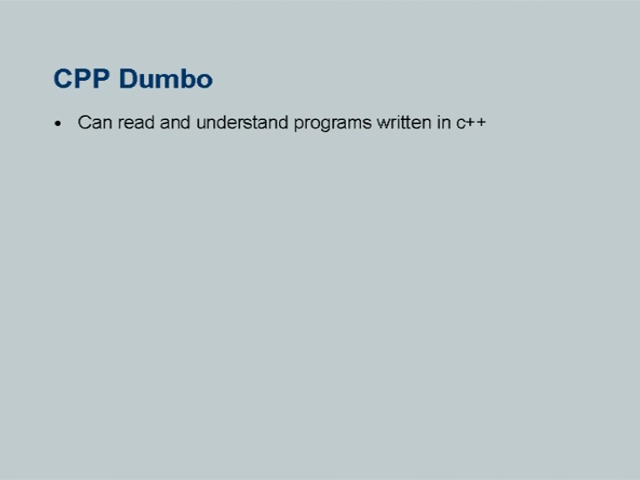 CPP Dumbo
• Can read and understand programs written in c++